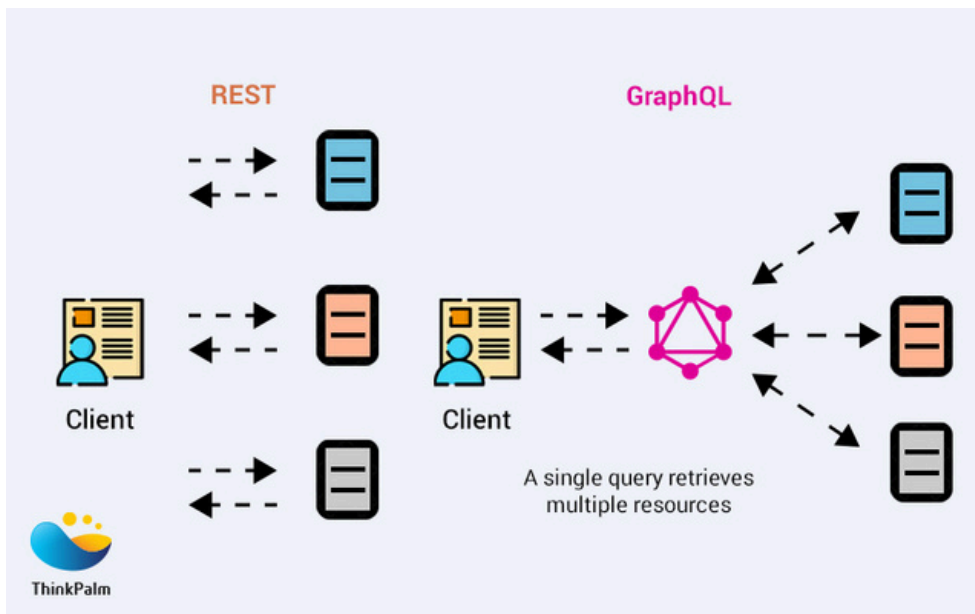 REST
GraphQL
Client
Client
A single query retrieves
multiple resources
ThinkPalm